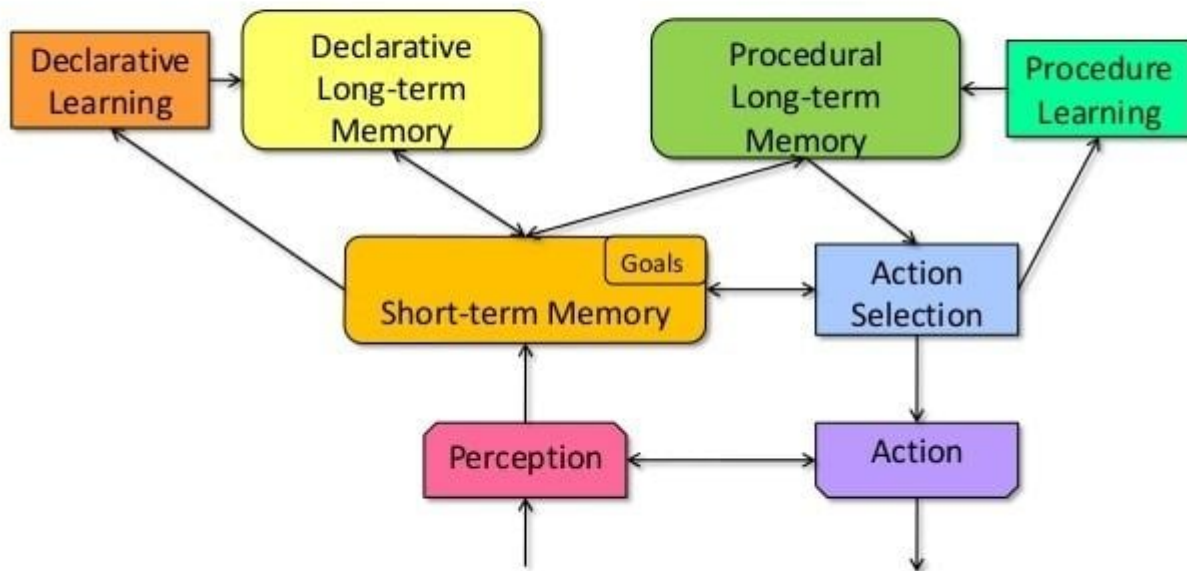 Declarative
Learning
Declarative
Long-term
Memory
Procedural
Long-term
Memory
Procedure
Learning
Goals
Short-term Memory
Action
Selection
Perception
Action